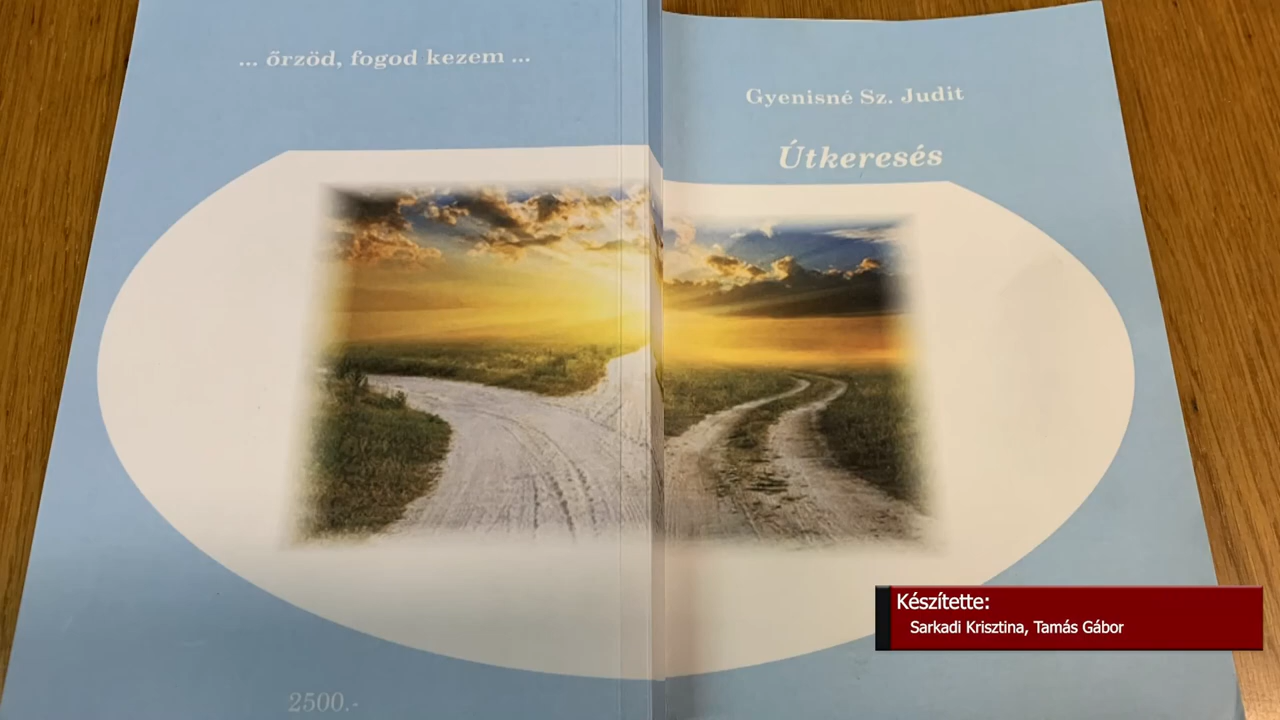 ... őrzöd, fogod kezem ...
Gyenisné Sz. Judit
Útkeresés
2500.-
Készítette:
Sarkadi Krisztina, Tamás Gábor